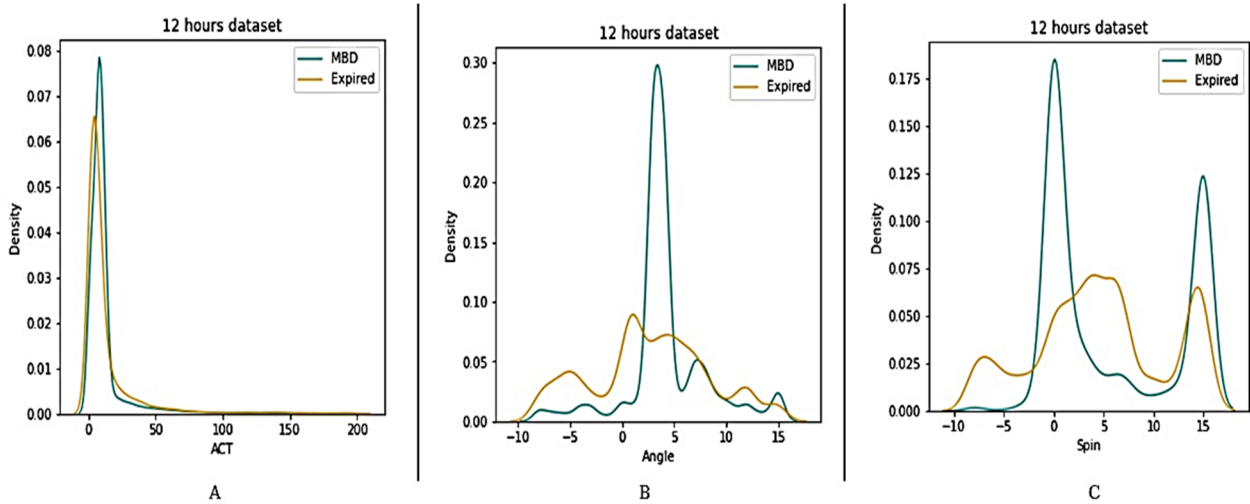 12 hours dataset
MBD
Expired
Density
0.08
0.07
0.06
0.05
0.04
0.03
0.02
0.01
0.00
0
50
100
150
200
ACT
A
12 hours dataset
MBD
Expired
Density
0.30
0.25
0.20
0.15
0.10
0.05
0.00
−10
−5
0
5
10
15
Angle
B
12 hours dataset
MBD
Expired
Density
0.175
0.150
0.125
0.100
0.075
0.050
0.025
0.000
−10
−5
0
5
10
15
Spin
C